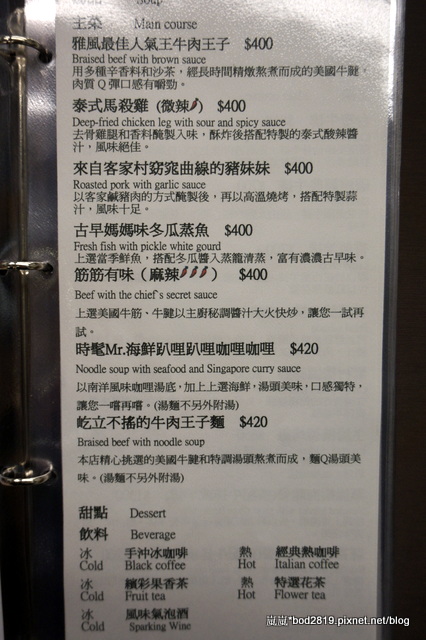 Soup
主菜 Main course
雅風最佳人氣王牛肉王子 $400
Braised beef with brown sauce
用多種辛香料和沙茶，經長時間精燉熬煮而成的美國牛腱，
肉質 Q 彈口感有嚼勁。
泰式馬殺雞（微辣） $400
Deep-fried chicken leg with sour and spicy sauce
去骨雞腿和香料醃製入味，酥炸後搭配特製的泰式酸辣醬
汁，風味絕佳。
來自客家村窈窕曲線的豬妹妹 $400
Roasted pork with garlic sauce
以客家鹹豬肉的方式醃製後，再以高溫燒烤，搭配特製蒜
汁，風味十足。
古早媽媽味冬瓜蒸魚 $400
Fresh fish with pickle white gourd
上選當季鮮魚，搭配冬瓜醬入蒸籠清蒸，富有濃濃古早味。
筋筋有味（麻辣） $400
Beef with the chief's secret sauce
上選美國牛筋、牛腱以主廚秘調醬汁大火快炒，讓您一試再
試。
時髦Mr.海鮮趴哩趴哩咖哩咖哩 $420
Noodle soup with seafood and Singapore curry sauce
以南洋風味咖哩湯底，加上上選海鮮，湯頭美味，口感獨特，
讓您一嚐再嚐。(湯麵不另外附湯)
屹立不搖的牛肉王子麵 $420
Braised beef with noodle soup
本店精心挑選的美國牛腱和特調湯頭熬煮而成，麵Q湯頭美
味。(湯麵不另外附湯)
甜點 Dessert
飲料 Beverage
冰 手沖冰咖啡 熱 經典熱咖啡
Cold Black coffee Hot Italian coffee
冰 繽彩果香茶 熱 特選花茶
Cold Fruit tea Hot Flower tea
冰 風味氣泡酒
Cold Sparking Wine
嵐嵐*bod2819.pixnet.net/blog